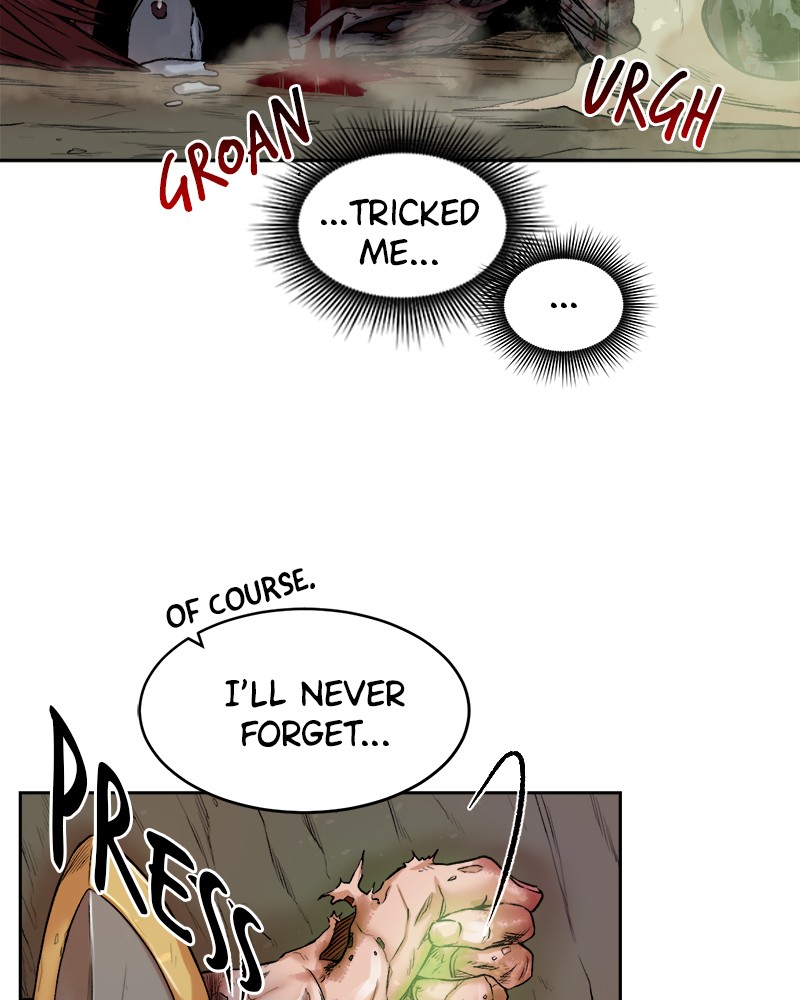 GROAN
URGH
...TRICKED
ME...
...
OF COURSE.
I'LL NEVER
FORGET...
PRESS